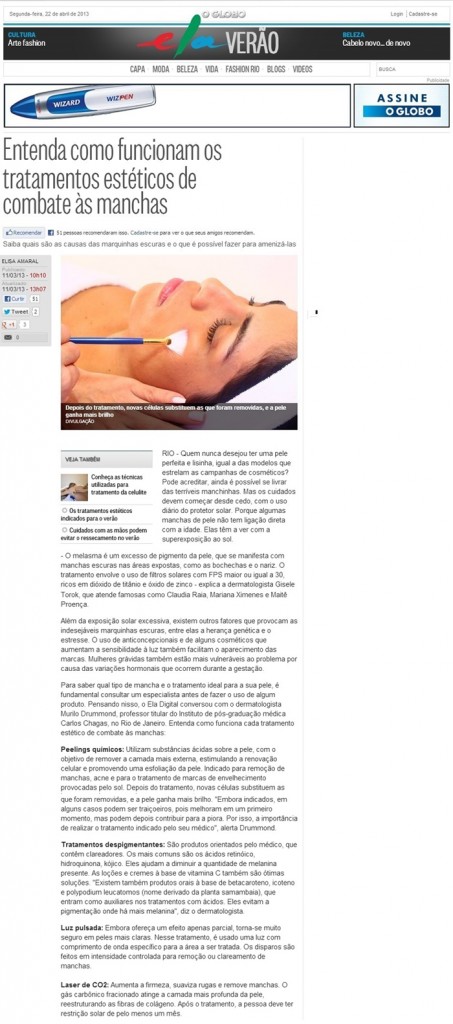 Segunda-feira, 22 de abril de 2013
O GLOBO
Login | Cadastre-se
CULTURA
Arte fashion
ela VERÃO
BELEZA
Cabelo novo... de novo
CAPA MODA BELEZA VIDA FASHION RIO BLOGS VIDEOS
BUSCA
Publicidade
WIZARD WIZPEN
ASSINE
O GLOBO
Entenda como funcionam os
tratamentos estéticos de
combate às manchas
Recomendar 51 pessoas recomendaram isso. Cadastre-se para ver o que seus amigos recomendam.
Saiba quais são as causas das marquinhas escuras e o que é possível fazer para amenizá-las
ELISA AMARAL
Publicado:
11/03/13 - 10h10
Atualizado:
11/03/13 - 13h07
Curtir 51
Tweet 2
+1 3
0
Depois do tratamento, novas células substituem as que foram removidas, e a pele
ganha mais brilho
DIVULGAÇÃO
VEJA TAMBÉM
Conheça as técnicas
utilizadas para
tratamento da celulite
Os tratamentos estéticos
indicados para o verão
Cuidados com as mãos podem
evitar o ressecamento no verão
RIO - Quem nunca desejou ter uma pele
perfeita e lisinha, igual a das modelos que
estrelam as campanhas de cosméticos?
Pode acreditar, ainda é possível se livrar
das terríveis manchinhas. Mas os cuidados
devem começar desde cedo, com o uso
diário do protetor solar. Porque algumas
manchas de pele não tem ligação direta
com a idade. Elas têm a ver com a
superexposição ao sol.
- O melasma é um excesso de pigmento da pele, que se manifesta com
manchas escuras nas áreas expostas, como as bochechas e o nariz. O
tratamento envolve o uso de filtros solares com FPS maior ou igual a 30,
ricos em dióxido de titânio e óxido de zinco - explica a dermatologista Gisele
Torok, que atende famosas como Claudia Raia, Mariana Ximenes e Maitê
Proença.
Além da exposição solar excessiva, existem outros fatores que provocam as
indesejáveis marquinhas escuras, entre elas a herança genética e o
estresse. O uso de anticoncepcionais e de alguns cosméticos que
aumentam a sensibilidade à luz também facilitam o aparecimento das
marcas. Mulheres grávidas também estão mais vulneráveis ao problema por
causa das variações hormonais que ocorrem durante a gestação.
Para saber qual tipo de mancha e o tratamento ideal para a sua pele, é
fundamental consultar um especialista antes de fazer o uso de algum
produto. Pensando nisso, o Ela Digital conversou com o dermatologista
Murilo Drummond, professor titular do Instituto de pós-graduação médica
Carlos Chagas, no Rio de Janeiro. Entenda como funciona cada tratamento
estético de combate às manchas:
Peelings químicos: Utilizam substâncias ácidas sobre a pele, com o
objetivo de remover a camada mais externa, estimulando a renovação
celular e promovendo uma esfoliação da pele. Indicado para remoção de
manchas, acne e para o tratamento de marcas de envelhecimento
provocadas pelo sol. Depois do tratamento, novas células substituem as
que foram removidas, e a pele ganha mais brilho. "Embora indicados, em
alguns casos podem ser traiçoeiros, pois melhoram em um primeiro
momento, mas podem depois contribuir para a piora. Por isso, a importância
de realizar o tratamento indicado pelo seu médico", alerta Drummond.
Tratamentos despigmentantes: São produtos orientados pelo médico, que
contêm clareadores. Os mais comuns são os ácidos retinóico,
hidroquinona, kójico. Eles ajudam a diminuir a quantidade de melanina
presente. As loções e cremes à base de vitamina C também são ótimas
soluções. "Existem também produtos orais à base de betacaroteno, icoteno
e polypodium leucatomos (nome derivado da planta samambaia), que
entram como auxiliares nos tratamentos com ácidos. Eles evitam a
pigmentação onde há mais melanina", diz o dermatologista.
Luz pulsada: Embora ofereça um efeito apenas parcial, torna-se muito
seguro em peles mais claras. Nesse tratamento, é usado uma luz com
comprimento de onda específico para a área a ser tratada. Os disparos são
feitos em intensidade controlada para remoção ou clareamento de
manchas.
Laser de CO2: Aumenta a firmeza, suaviza rugas e remove manchas. O
gás carbônico fracionado atinge a camada mais profunda da pele,
reestruturando as fibras de colágeno. Após o tratamento, a pessoa deve ter
restrição solar de pelo menos um mês.